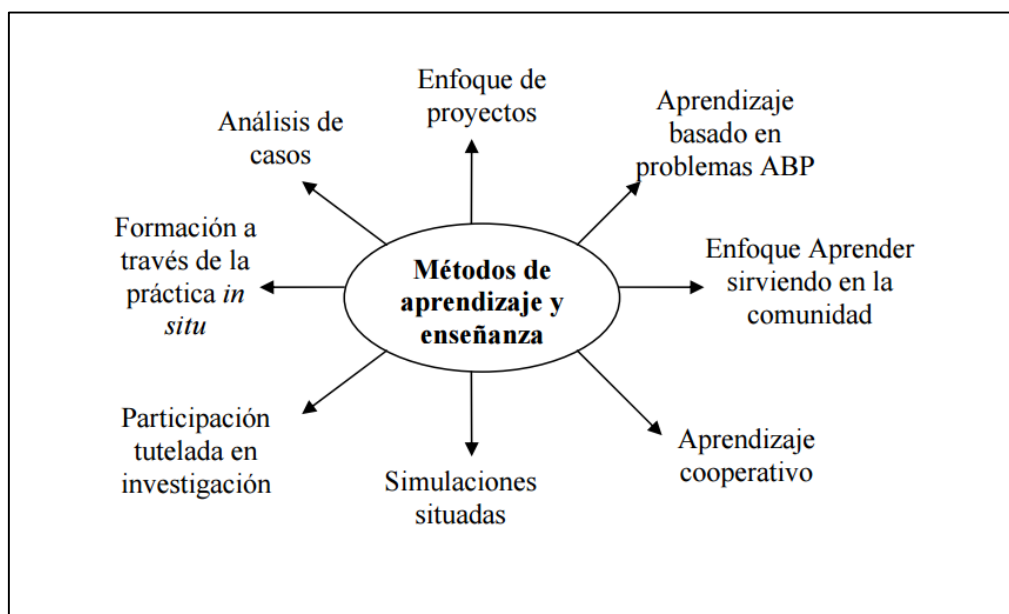 Enfoque de
proyectos
Aprendizaje
basado en
problemas ABP
Análisis de
casos
Formación a
través de la
práctica in
situ
Métodos de
aprendizaje y
enseñanza
Enfoque Aprender
sirviendo en la
comunidad
Participación
tutelada en
investigación
Simulaciones
situadas
Aprendizaje
cooperativo